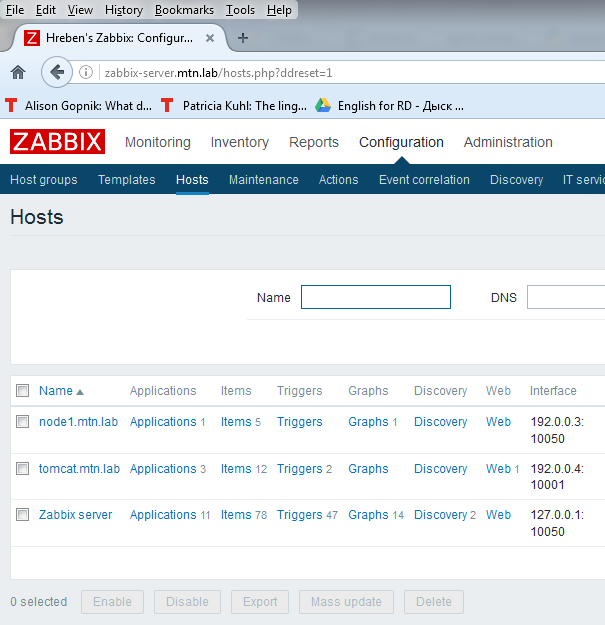 File Edit View History Bookmarks Tools Help
Z Hreben's Zabbix: Configur... × +
zabbix-server.mtn.lab/hosts.php?ddreset=1
T Alison Gopnik: What d... T Patricia Kuhl: The ling... English for RD - Дыск ...
ZABBIX Monitoring Inventory Reports Configuration Administration
Host groups Templates Hosts Maintenance Actions Event correlation Discovery IT servic
Hosts
Name DNS
Name Applications Items Triggers Graphs Discovery Web Interface
node1.mtn.lab Applications 1 Items 5 Triggers Graphs 1 Discovery Web 192.0.0.3:
10050
tomcat.mtn.lab Applications 3 Items 12 Triggers 2 Graphs Discovery Web 1 192.0.0.4:
10001
Zabbix server Applications 11 Items 78 Triggers 47 Graphs 14 Discovery 2 Web 127.0.0.1:
10050
0 selected Enable Disable Export Mass update Delete